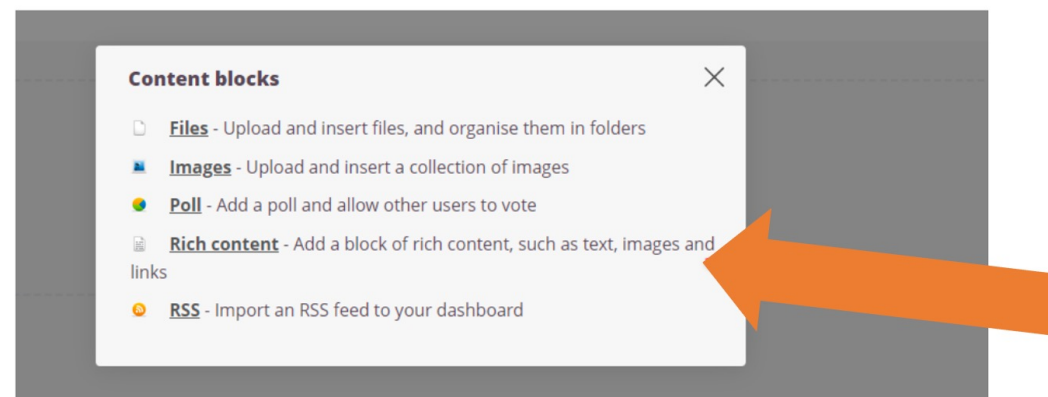 Content blocks
Files - Upload and insert files, and organise them in folders
Images - Upload and insert a collection of images
Poll - Add a poll and allow other users to vote
Rich content - Add a block of rich content, such as text, images and
links
RSS - Import an RSS feed to your dashboard